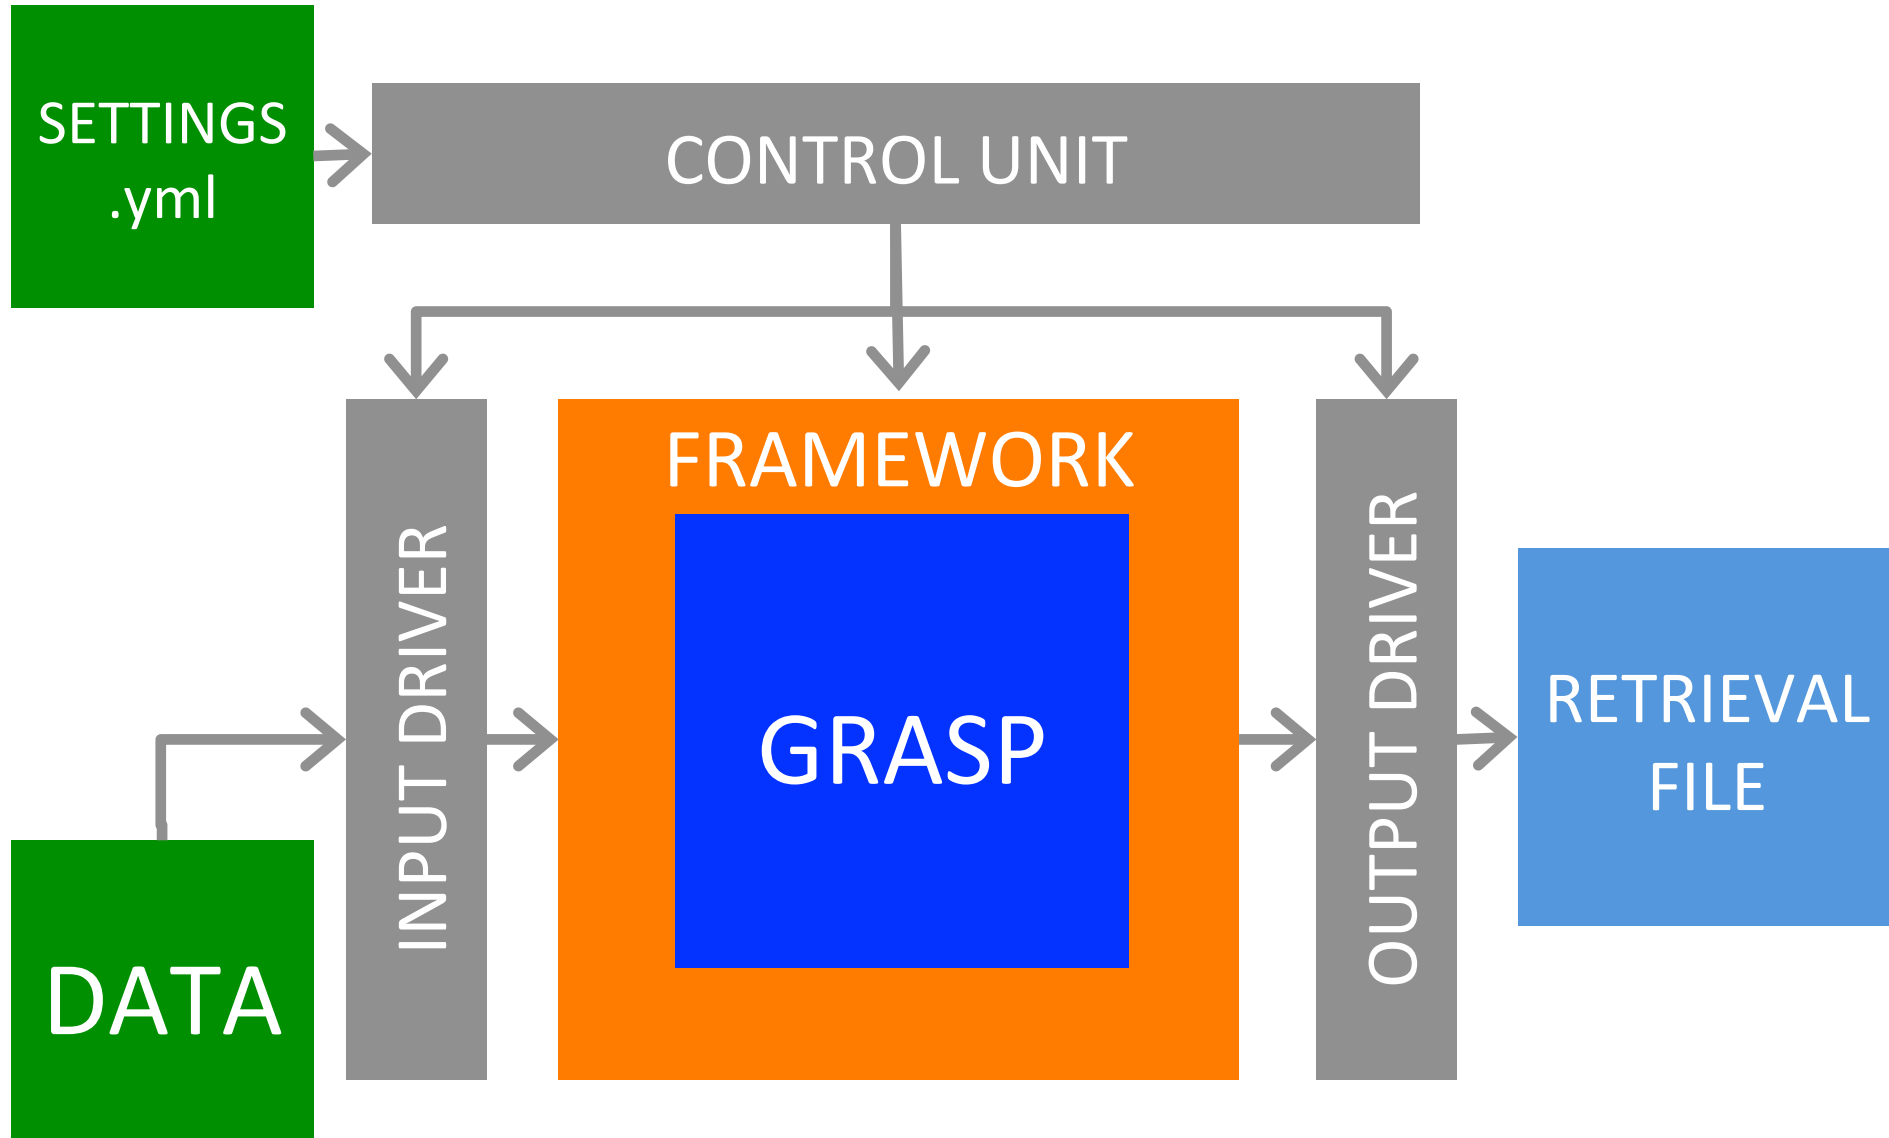 SETTINGS
.yml
CONTROL UNIT
FRAMEWORK
INPUT DRIVER
GRASP
OUTPUT DRIVER
RETRIEVAL
FILE
DATA